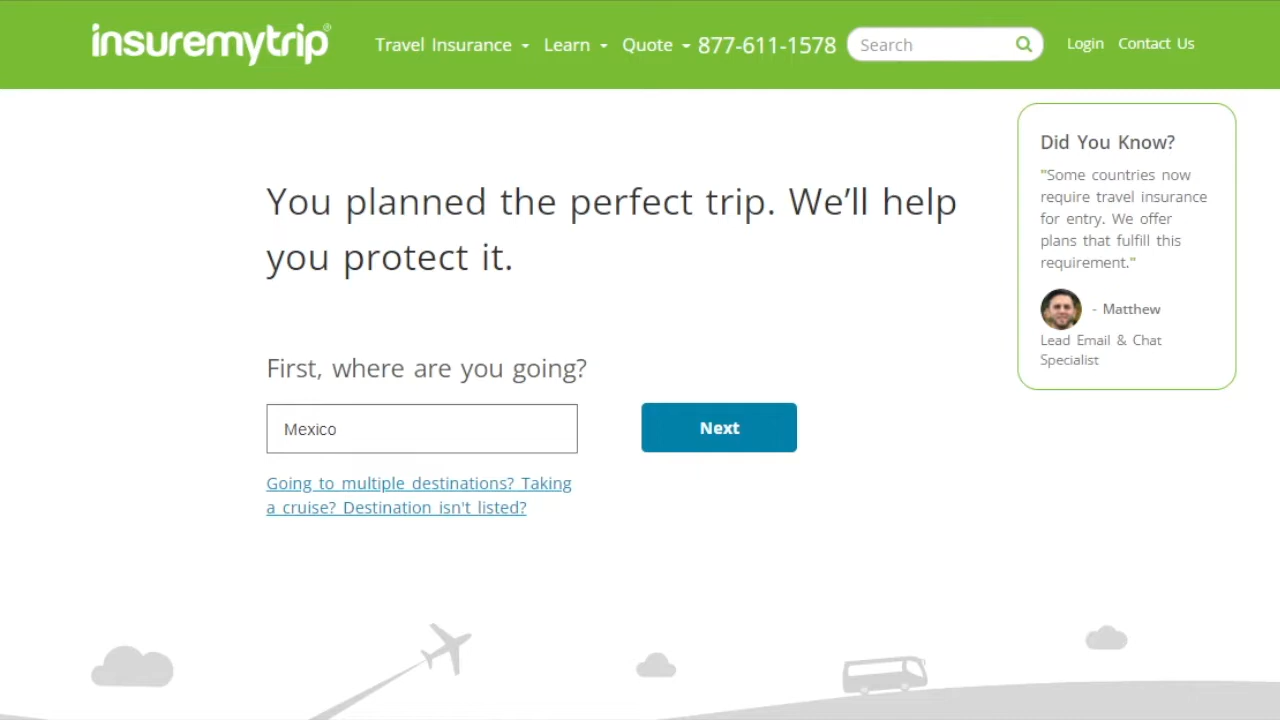 insuremytrip®
Travel Insurance
Learn
Quote
877-611-1578
Search
Login
Contact Us
You planned the perfect trip. We’ll help
you protect it.
First, where are you going?
Mexico
Next
Going to multiple destinations? Taking
a cruise? Destination isn't listed?
Did You Know?
"Some countries now
require travel insurance
for entry. We offer
plans that fulfill this
requirement."
- Matthew
Lead Email & Chat
Specialist